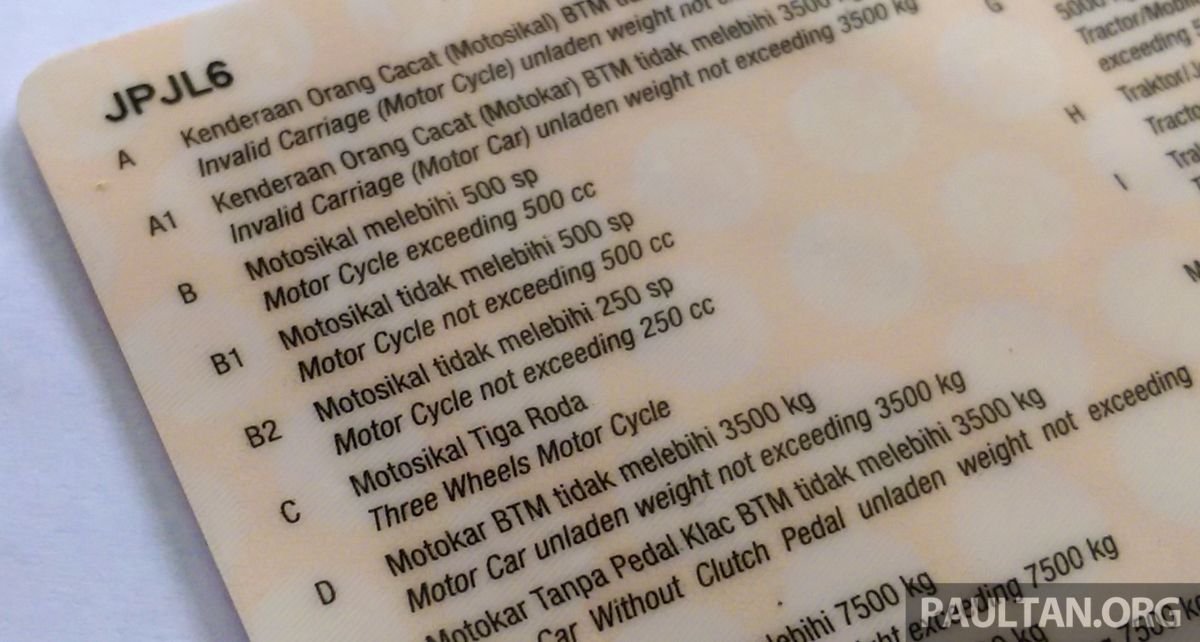 JPJL6
A Kenderaan Orang Cacat (Motosikal) BTM
Invalid Carriage (Motor Cycle) unladen weight not
A1 Kenderaan Orang Cacat (Motokar) BTM tidak melebihi 3500
Invalid Carriage (Motor Car) unladen weight not exceeding 3500 kg
B Motosikal melebihi 500 sp
Motor Cycle exceeding 500 cc
B1 Motosikal tidak melebihi 500 sp
Motor Cycle not exceeding 500 cc
B2 Motosikal tidak melebihi 250 sp
Motor Cycle not exceeding 250 cc
C Motosikal Tiga Roda
Three Wheels Motor Cycle
D Motokar BTM tidak melebihi 3500 kg
Motor Car unladen weight not exceeding 3500 kg
Motokar Tanpa Pedal Klac BTM tidak melebihi 3500 kg
Car Without Clutch Pedal unladen weight not exceeding
7500 kg
exceeding 7500 kg
7500
G
5000
Tractor/
exceeding
H Traktor/
I
PAULTAN.ORG